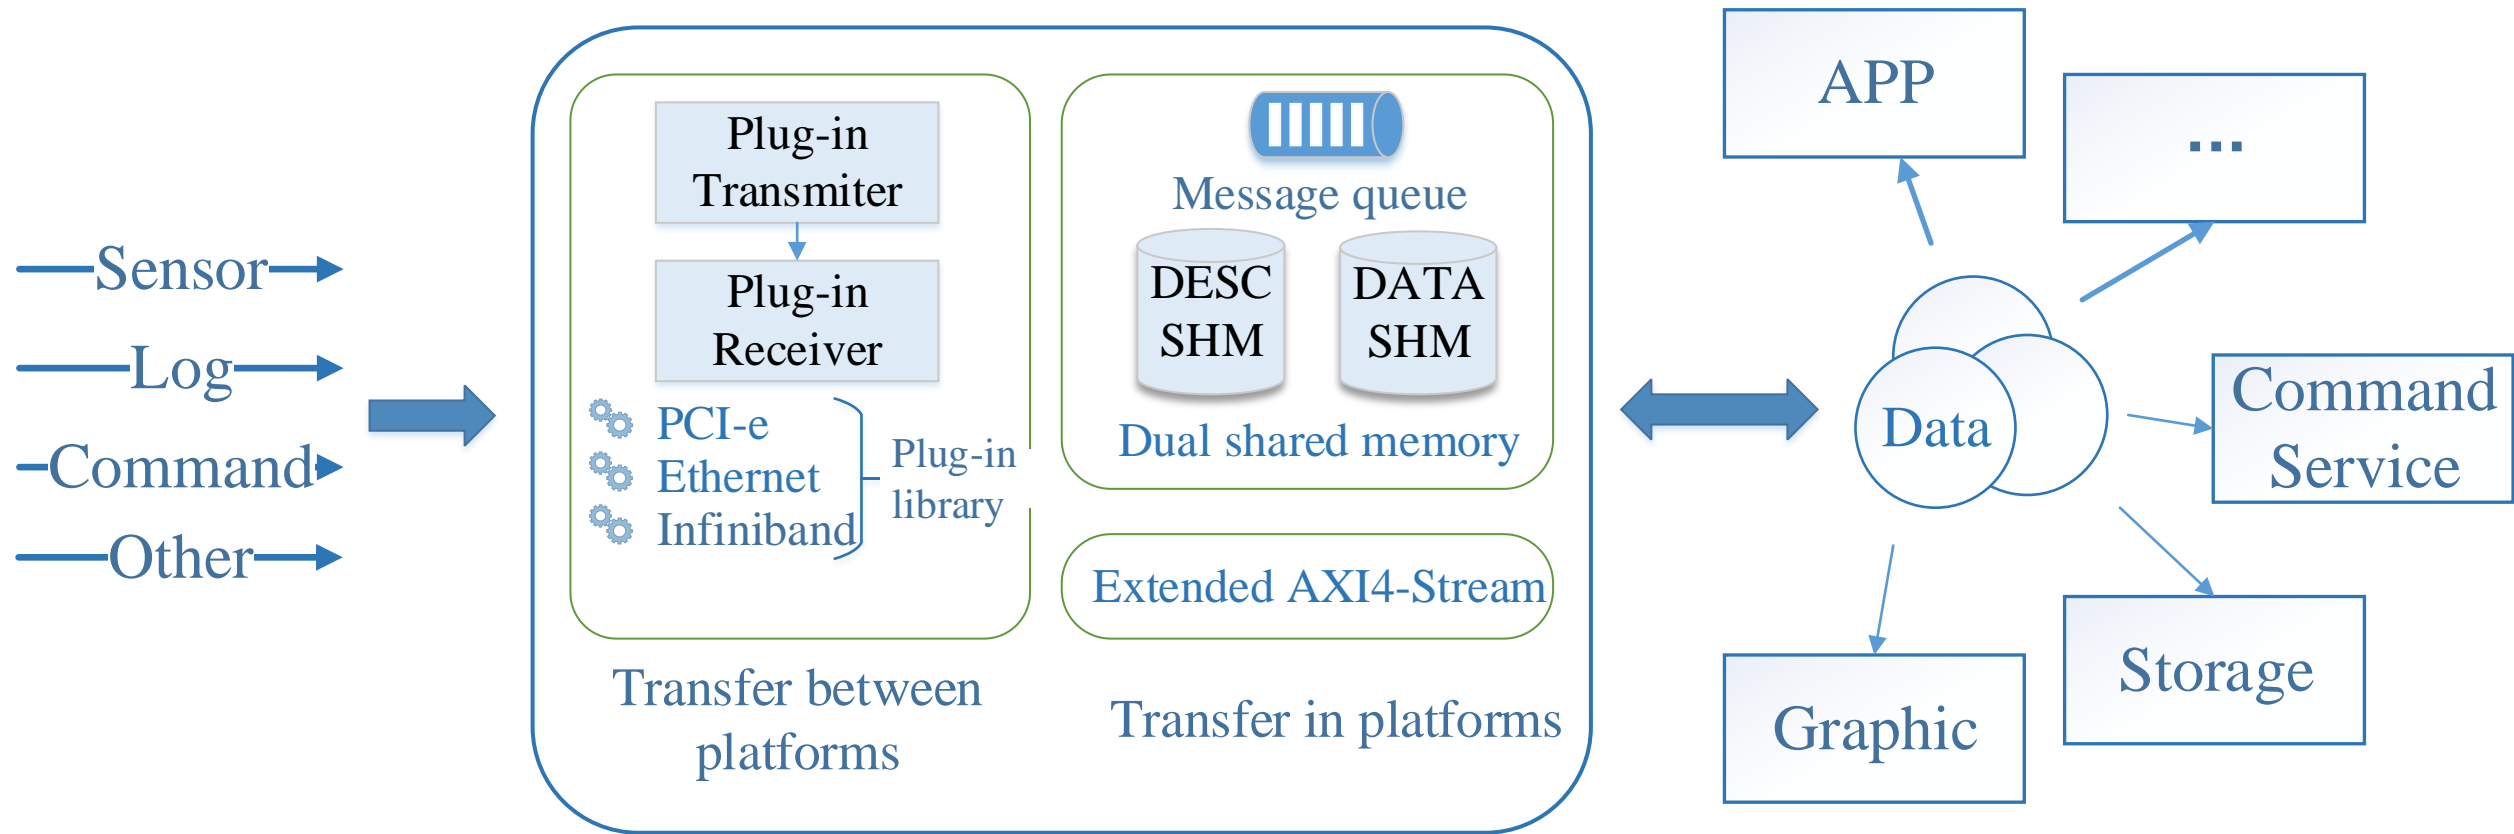 Sensor
Log
Command
Other
Plug-in
Transmiter
Plug-in
Receiver
PCI-e
Ethernet
Infiniband
Plug-in
library
Transfer between
platforms
Message queue
DESC
SHM
DATA
SHM
Dual shared memory
Extended AXI4-Stream
Transfer in platforms
Data
APP
...
Command
Service
Storage
Graphic